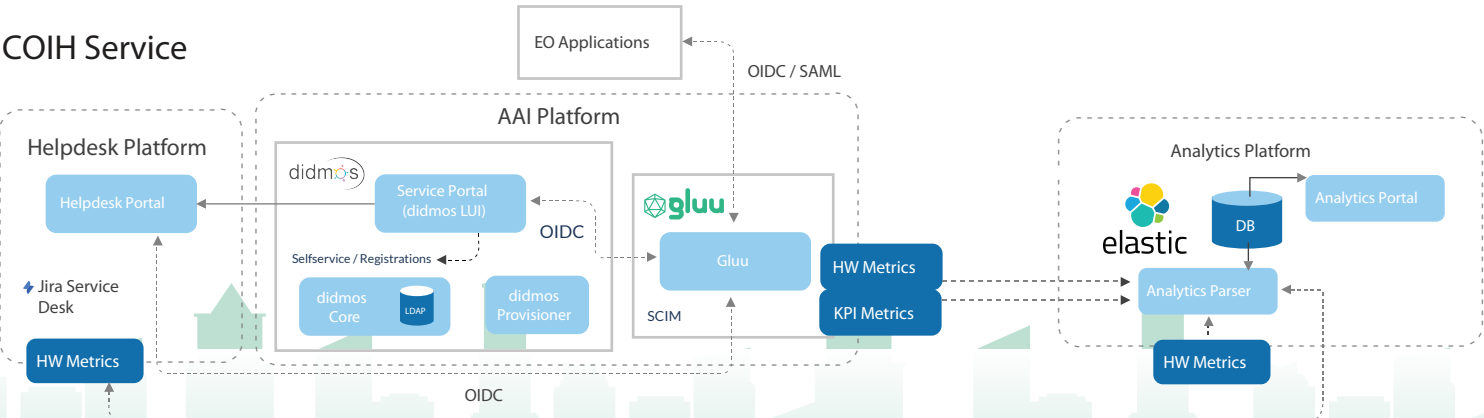 COIH Service
EO Applications
OIDC / SAML
AAI Platform
Helpdesk Platform
Helpdesk Portal
Jira Service
Desk
HW Metrics
didmos
Service Portal
(didmos LUI)
OIDC
Selfservice / Registrations
didmos
Core
LDAP
didmos
Provisioner
gluu
Gluu
SCIM
HW Metrics
KPI Metrics
OIDC
Analytics Platform
elastic
DB
Analytics Portal
Analytics Parser
HW Metrics